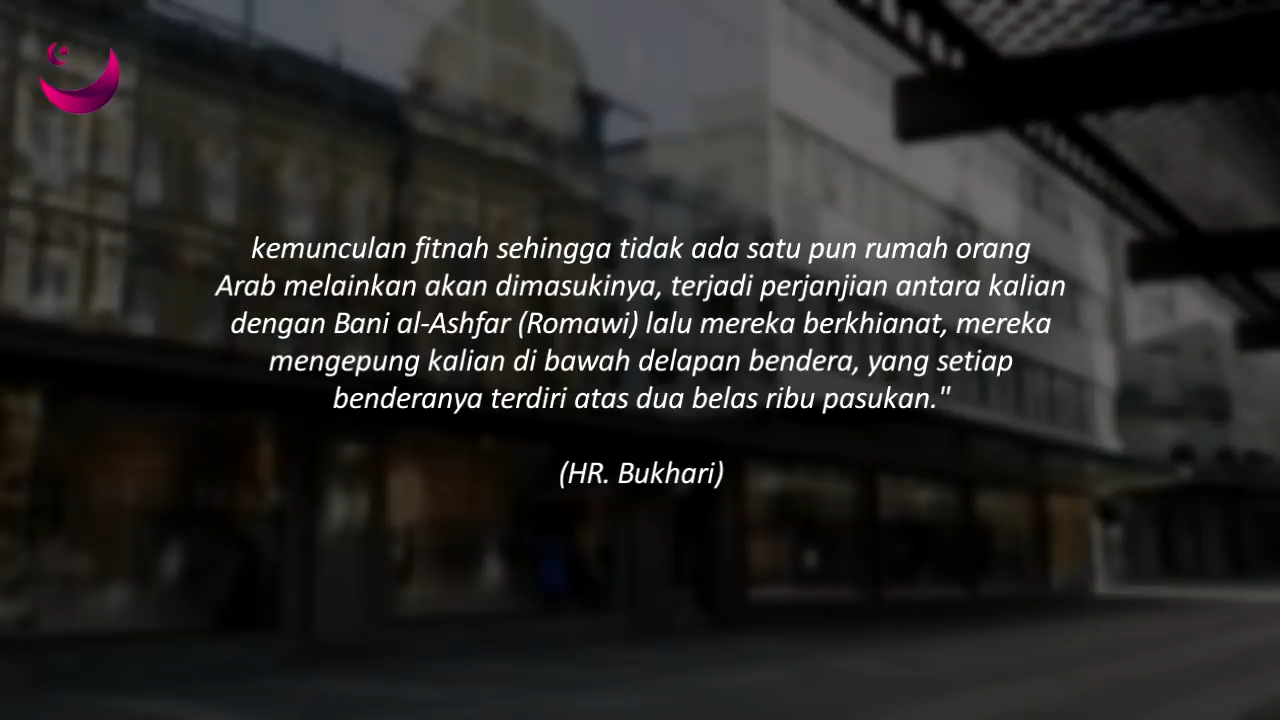 kemunculan fitnah sehingga tidak ada satu pun rumah orang
Arab melainkan akan dimasukinya, terjadi perjanjian antara kalian
dengan Bani al-Ashfar (Romawi) lalu mereka berkhianat, mereka
mengepung kalian di bawah delapan bendera, yang setiap
benderanya terdiri atas dua belas ribu pasukan."
(HR. Bukhari)